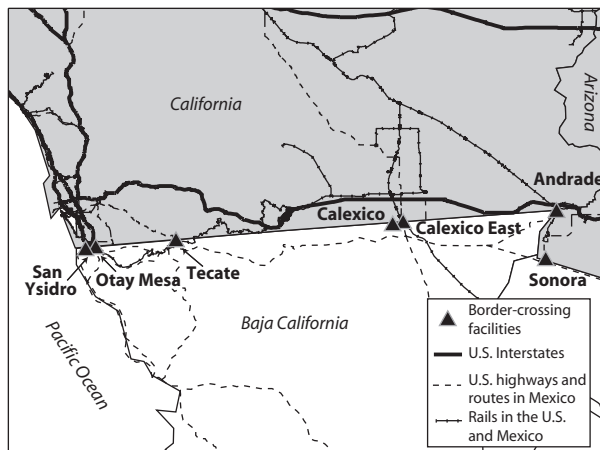 California
Arizona
Andrade
Calexico
Calexico East
San
Ysidro
Otay Mesa
Tecate
Sonora
Baja California
Pacific Ocean
Border-crossing
facilities
U.S. Interstates
U.S. highways and
routes in Mexico
Rails in the U.S.
and Mexico